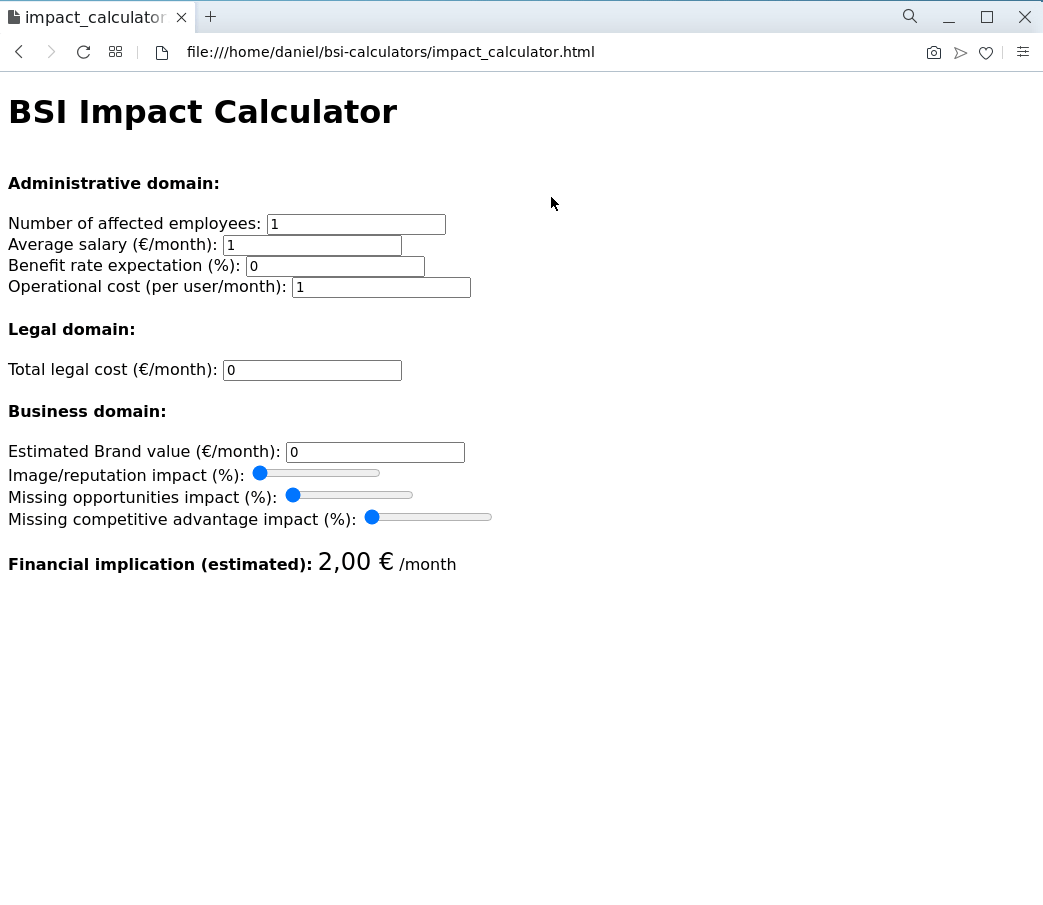 impact_calculator
file:///home/daniel/bsi-calculators/impact_calculator.html
BSI Impact Calculator
Administrative domain:
Number of affected employees: 1
Average salary (€/month): 1
Benefit rate expectation (%): 0
Operational cost (per user/month): 1
Legal domain:
Total legal cost (€/month): 0
Business domain:
Estimated Brand value (€/month): 0
Image/reputation impact (%):
Missing opportunities impact (%):
Missing competitive advantage impact (%):
Financial implication (estimated): 2,00 € /month